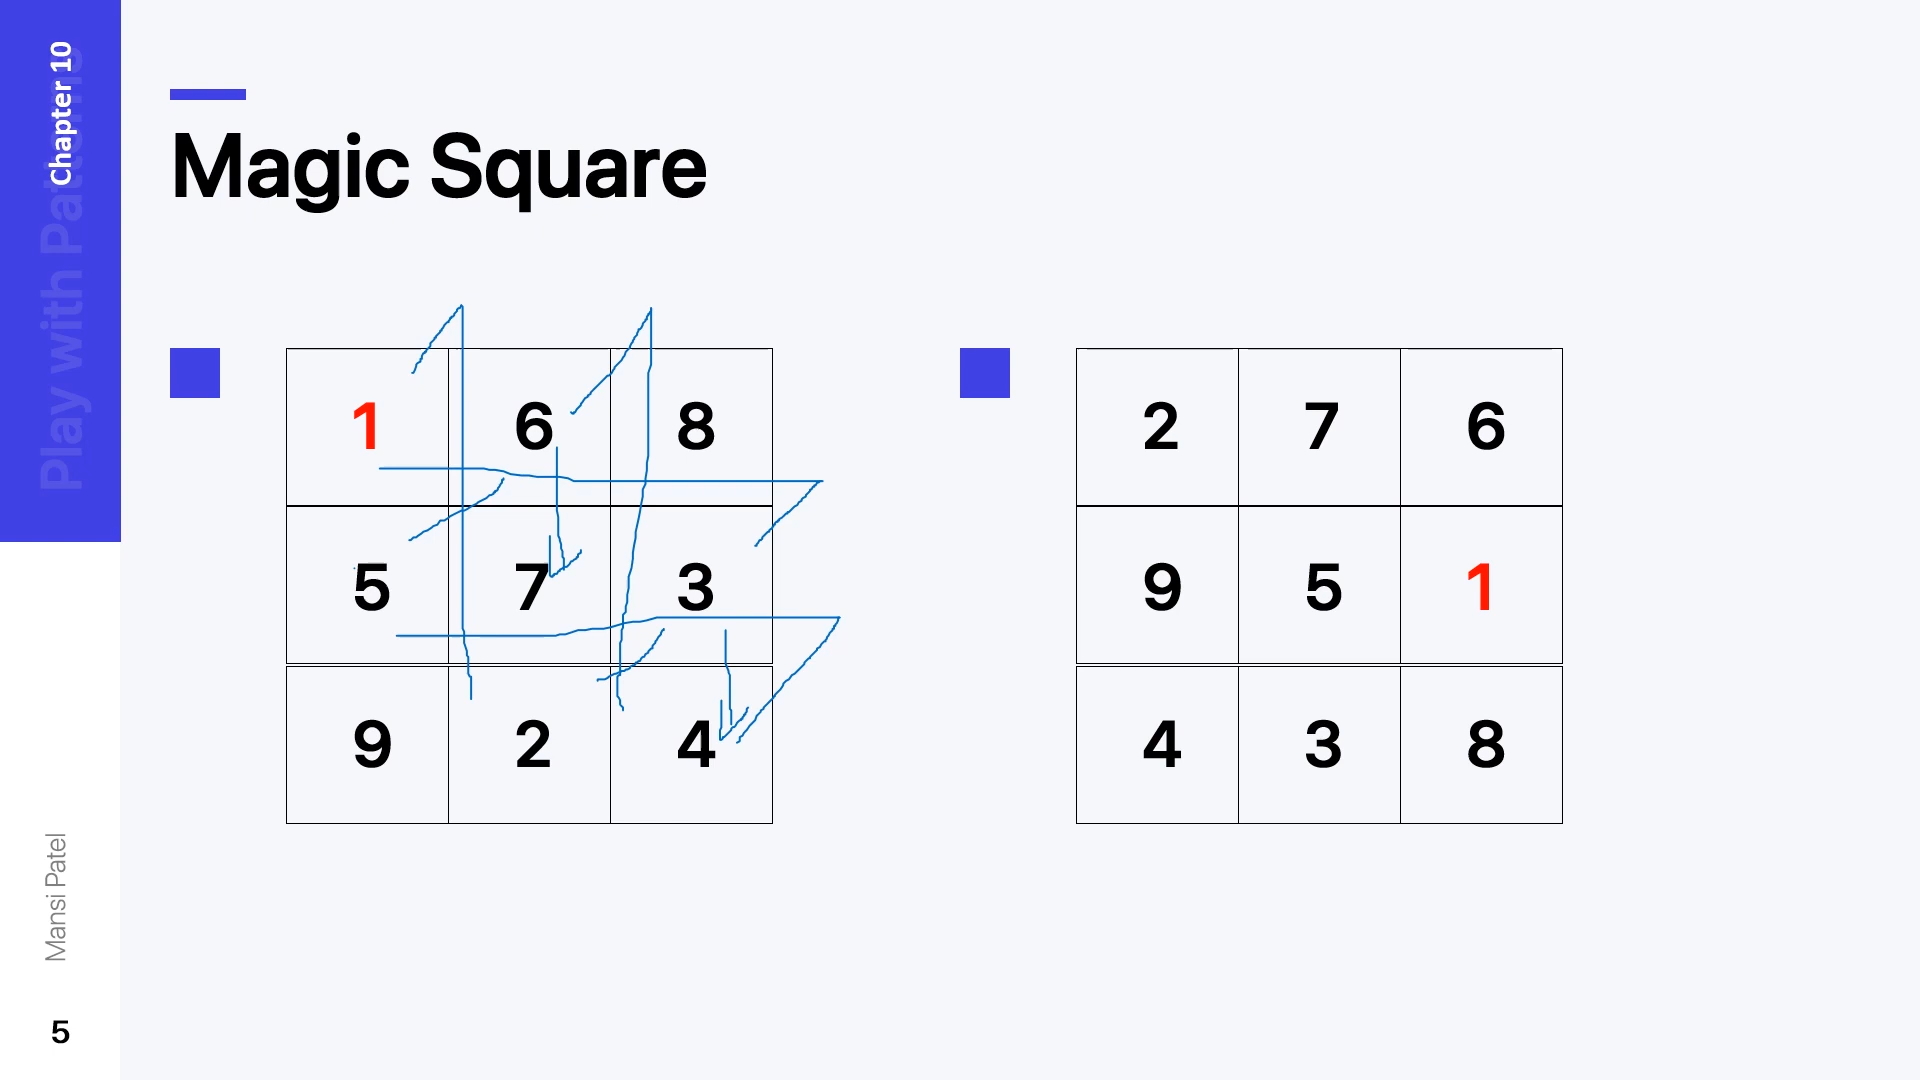 Chapter 10
Play with Patterns
Magic Square
1 6 8
5 7 3
9 2 4
2 7 6
9 5 1
4 3 8
Mansi Patel
5